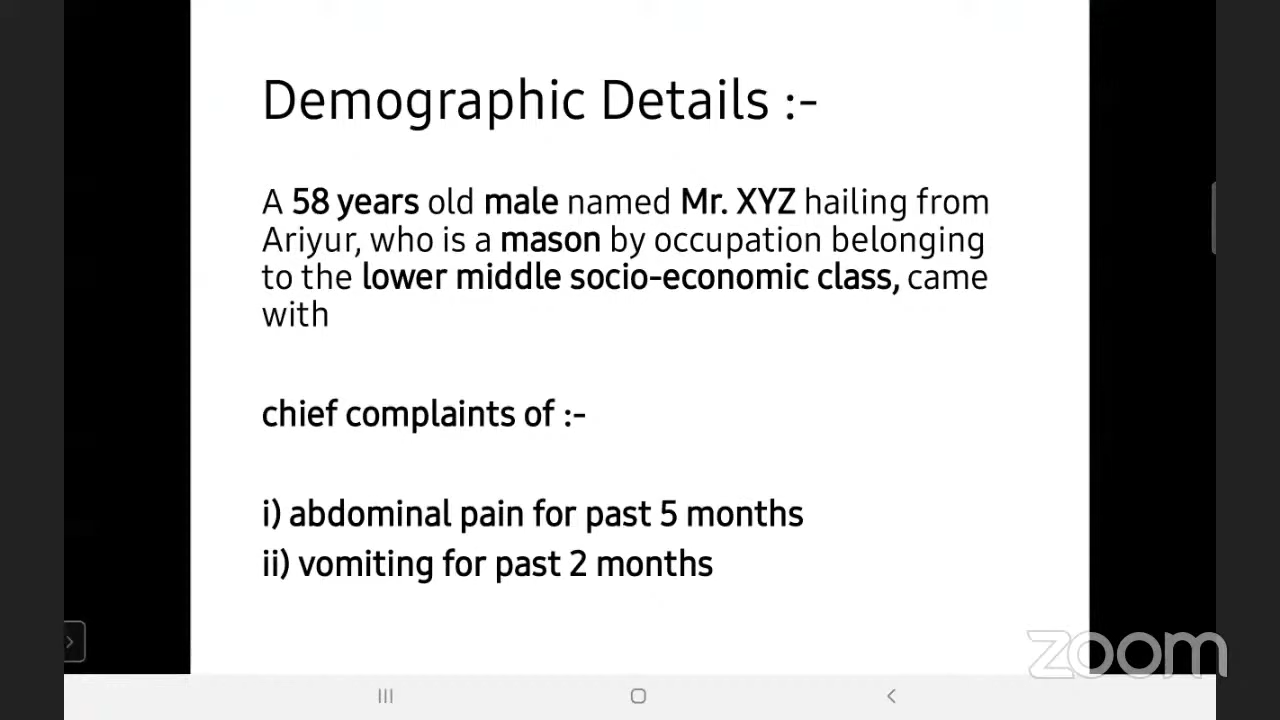 Demographic Details :-
A 58 years old male named Mr. XYZ hailing from
Ariyur, who is a mason by occupation belonging
to the lower middle socio-economic class, came
with
chief complaints of :-
i) abdominal pain for past 5 months
ii) vomiting for past 2 months
zoom